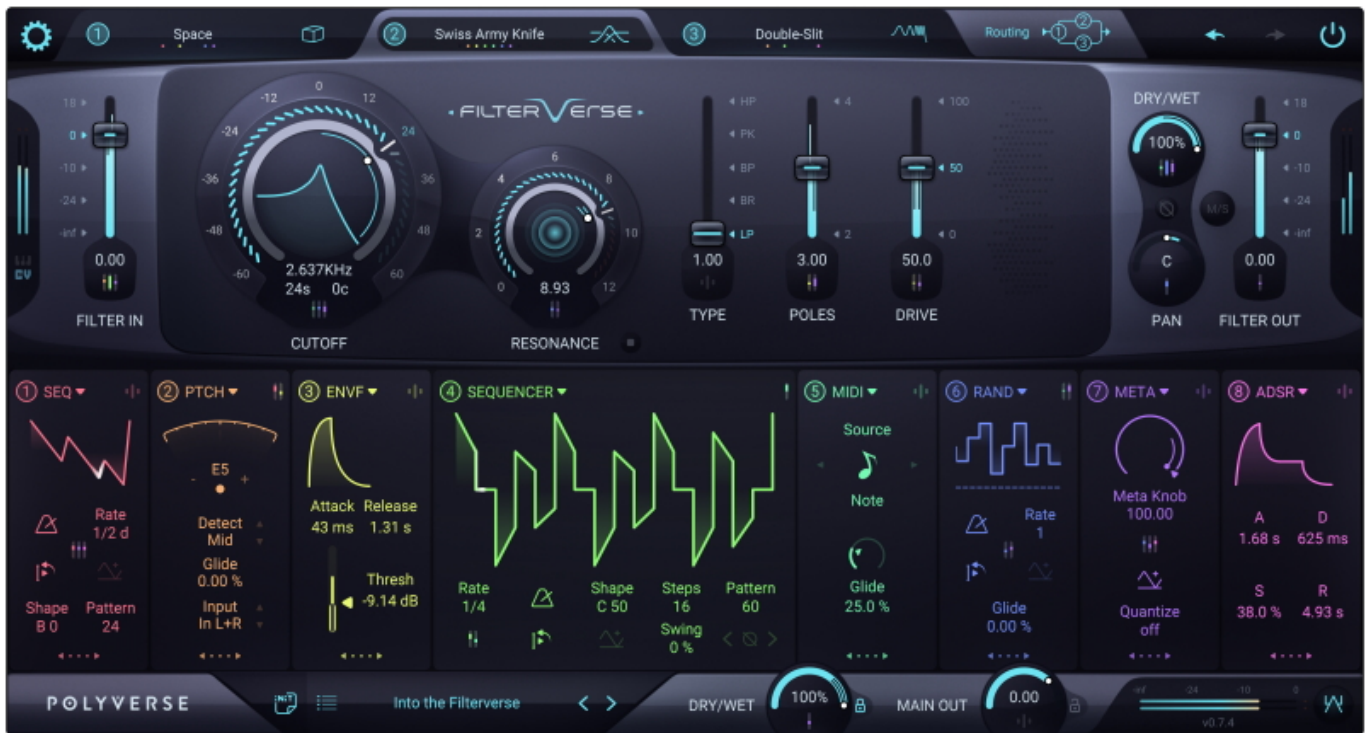 1 Space 2 Swiss Army Knife 3 Double-Slit Routing 1 2 3
FILTERVERSE
18 0 -10 -24 -inf
0.00
FILTER IN
CV
-60 -48 -36 -24 -12 0 12 24 36 48 60
2.637KHz
24s 0c
CUTOFF
0 2 4 6 8 10 12
8.93
RESONANCE
HP
PK
BP
BR
LP
1.00
TYPE
4
2
3.00
POLES
100
50
0
50.0
DRIVE
DRY/WET
100%
M/S
C
PAN
18
0
-10
-24
-inf
0.00
FILTER OUT
1 SEQ
Rate
1/2 d
Shape Pattern
B 0 24
2 PTCH
E5
- +
Detect
Mid
Glide
0.00 %
Input
In L+R
3 ENVF
Attack Release
43 ms 1.31 s
Thresh
-9.14 dB
4 SEQUENCER
Rate Shape Steps Pattern
1/4 C 50 16 60
Swing
0 %
5 MIDI
Source
Note
Glide
25.0 %
6 RAND
Rate
1
Glide
0.00 %
7 META
Meta Knob
100.00
Quantize
off
8 ADSR
A D
1.68 s 625 ms
S R
38.0 % 4.93 s
POLYVERSE INIT Into the Filterverse DRY/WET 100% MAIN OUT 0.00
-inf -24 -10 0
v0.7.4